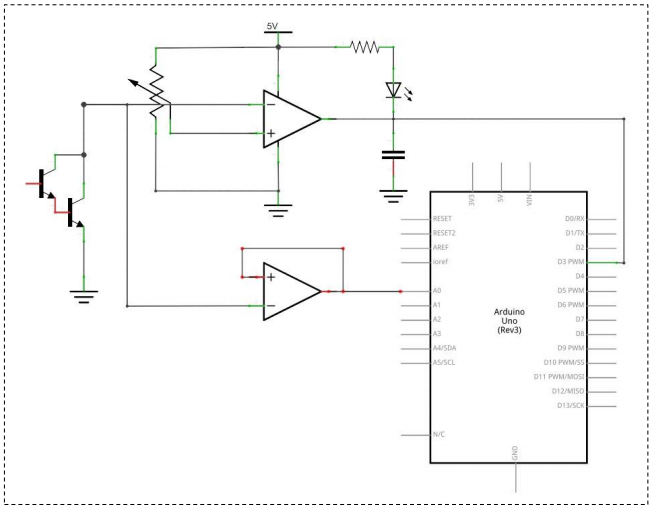 5V
3V3
5V
VIN
RESET
RESET2
AREF
ioref
A0
A1
A2
A3
A4/SDA
A5/SCL
N/C
Arduino
Uno
(Rev3)
D0/RX
D1/TX
D2
D3 PWM
D4
D5 PWM
D6 PWM
D7
D8
D9 PWM
D10 PWM/SS
D11 PWM/MOSI
D12/MISO
D13/SCK
GND